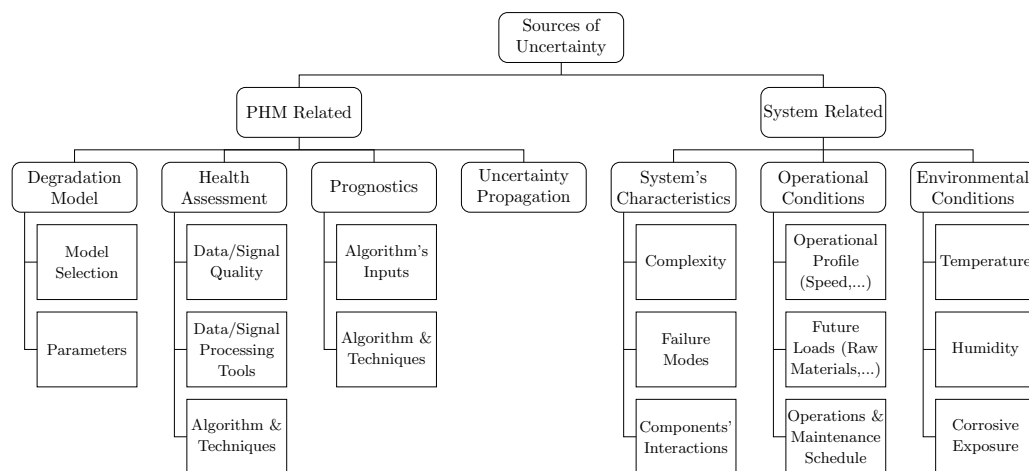 Sources of
Uncertainty
PHM Related
System Related
Degradation
Model
Health
Assessment
Prognostics
Uncertainty
Propagation
System's
Characteristics
Operational
Conditions
Environmental
Conditions
Model
Selection
Data/Signal
Quality
Algorithm's
Inputs
Complexity
Operational
Profile
(Speed,...)
Temperature
Parameters
Data/Signal
Processing
Tools
Algorithm &
Techniques
Failure
Modes
Future
Loads (Raw
Materials,...)
Humidity
Algorithm &
Techniques
Components'
Interactions
Operations &
Maintenance
Schedule
Corrosive
Exposure